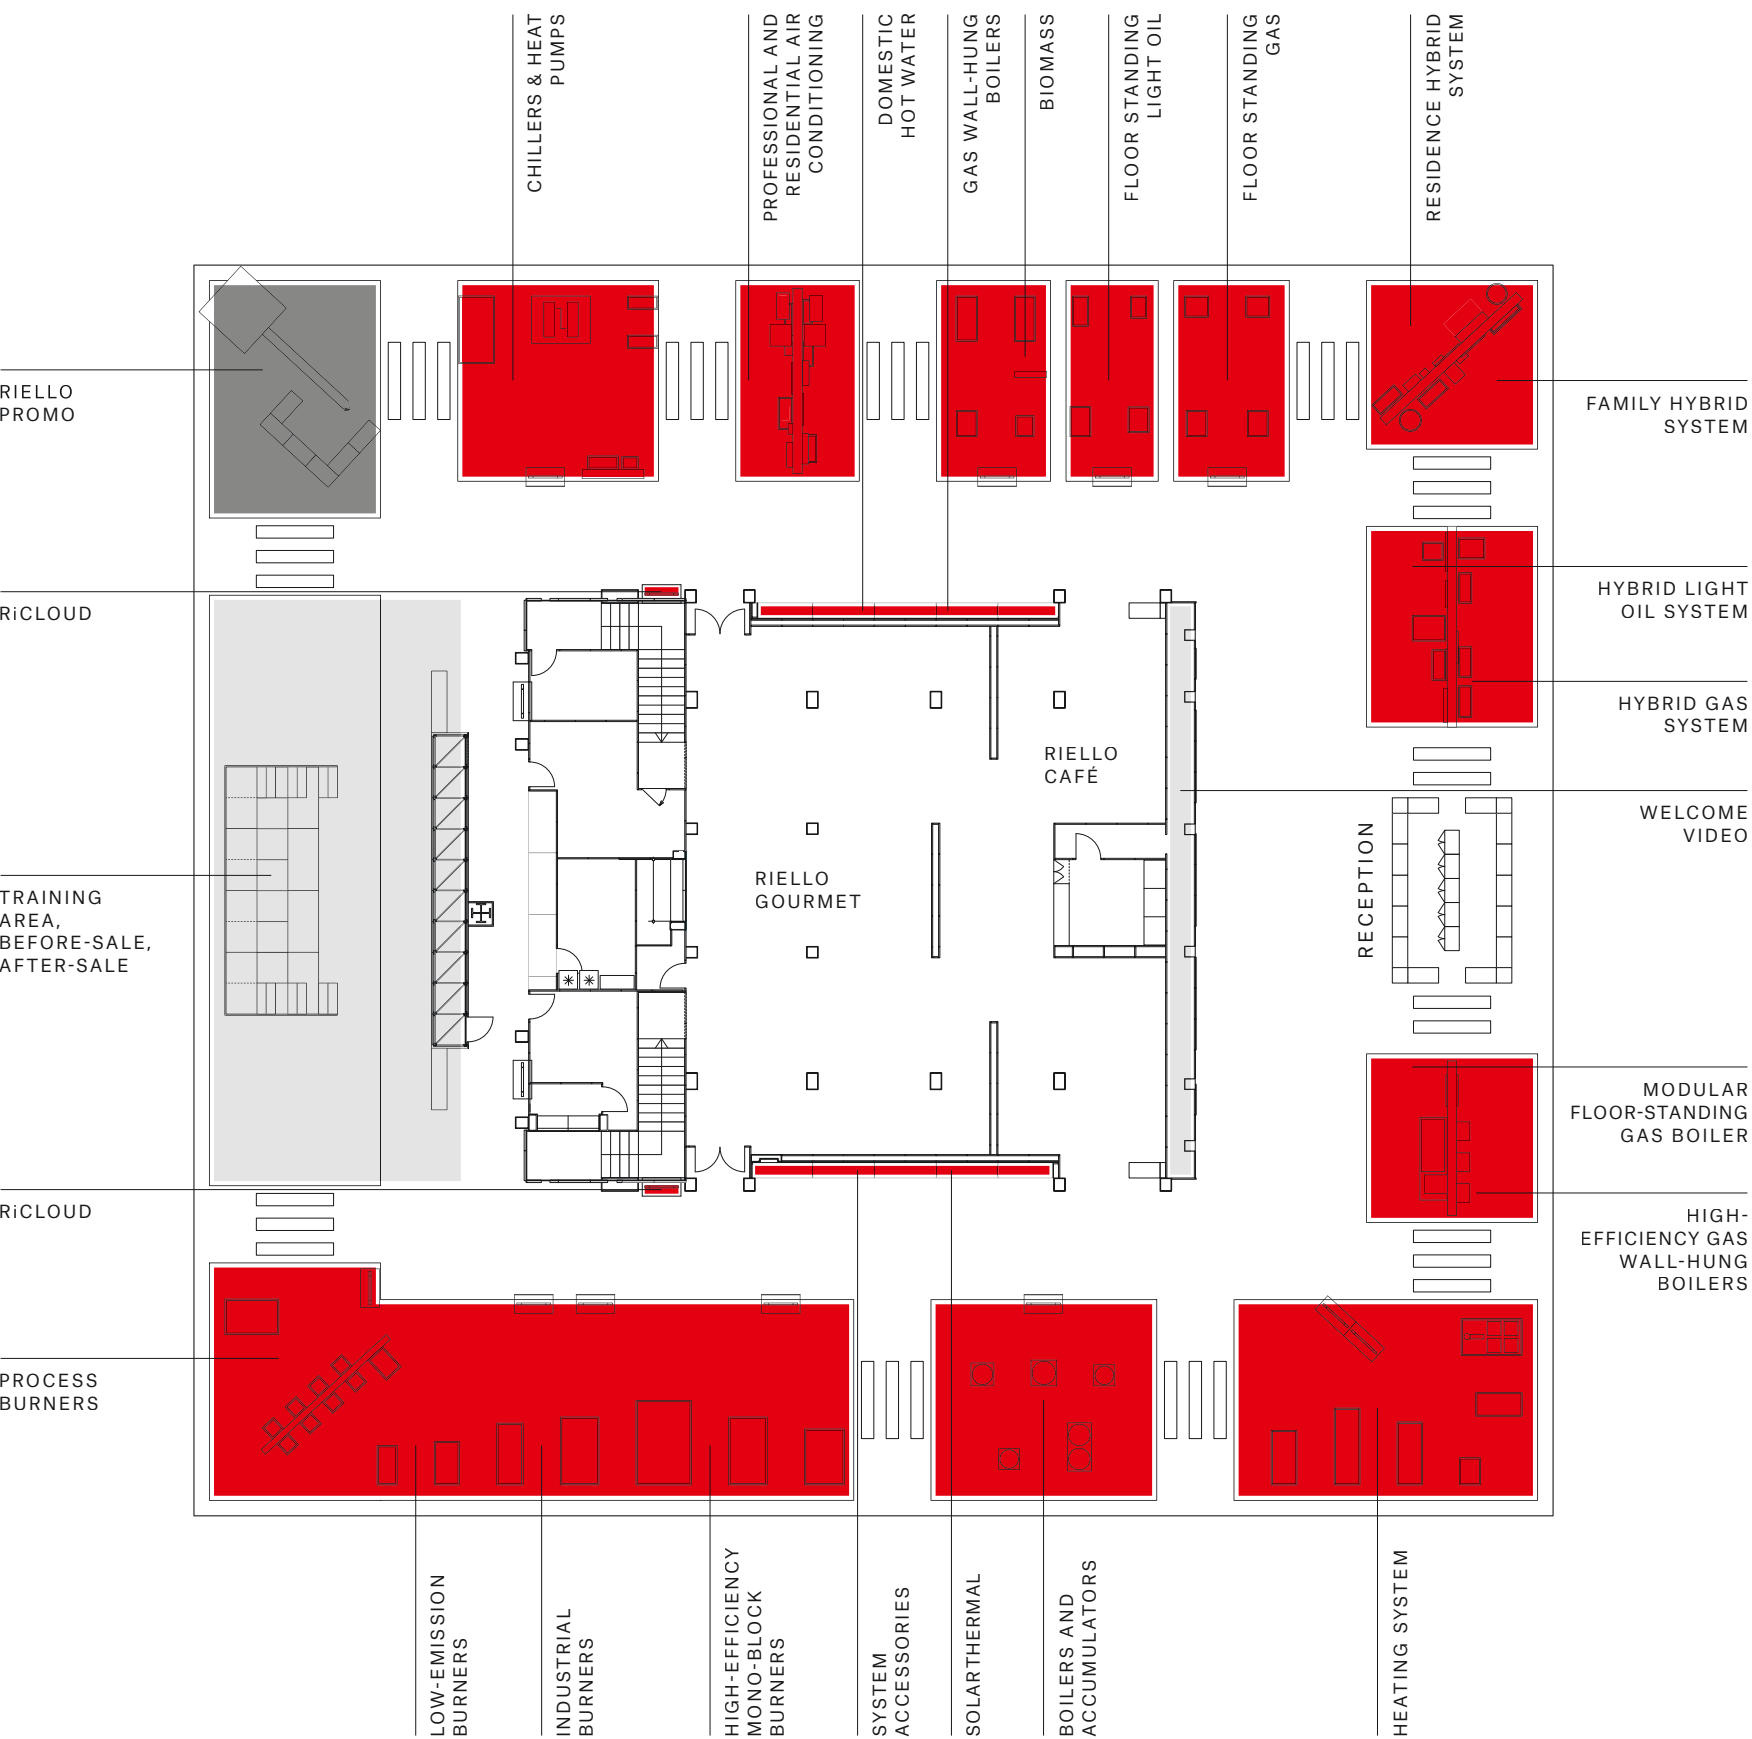 CHILLERS & HEAT
PUMPS
PROFESSIONAL AND
RESIDENTIAL AIR
CONDITIONING
DOMESTIC
HOT WATER
GAS WALL-HUNG
BOILERS
BIOMASS
FLOOR STANDING
LIGHT OIL
FLOOR STANDING
GAS
RESIDENCE HYBRID
SYSTEM
RIELLO
PROMO
FAMILY HYBRID
SYSTEM
RiCLOUD
HYBRID LIGHT
OIL SYSTEM
HYBRID GAS
SYSTEM
RIELLO
CAFÉ
WELCOME
VIDEO
RECEPTION
RIELLO
GOURMET
TRAINING
AREA,
BEFORE-SALE,
AFTER-SALE
MODULAR
FLOOR-STANDING
GAS BOILER
RiCLOUD
HIGH-
EFFICIENCY GAS
WALL-HUNG
BOILERS
PROCESS
BURNERS
LOW-EMISSION
BURNERS
INDUSTRIAL
BURNERS
HIGH-EFFICIENCY
MONO-BLOCK
BURNERS
SYSTEM
ACCESSORIES
SOLARTHERMAL
BOILERS AND
ACCUMULATORS
HEATING SYSTEM